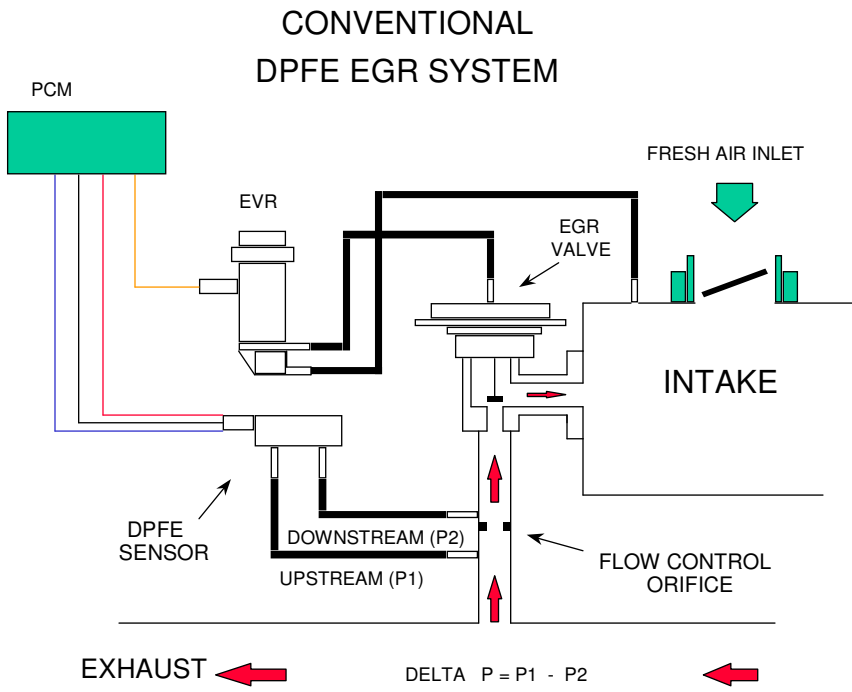 CONVENTIONAL
DPFE EGR SYSTEM
PCM
FRESH AIR INLET
EVR
EGR
VALVE
INTAKE
DPFE
SENSOR
DOWNSTREAM (P2)
UPSTREAM (P1)
FLOW CONTROL
ORIFICE
EXHAUST
DELTA P = P1 - P2